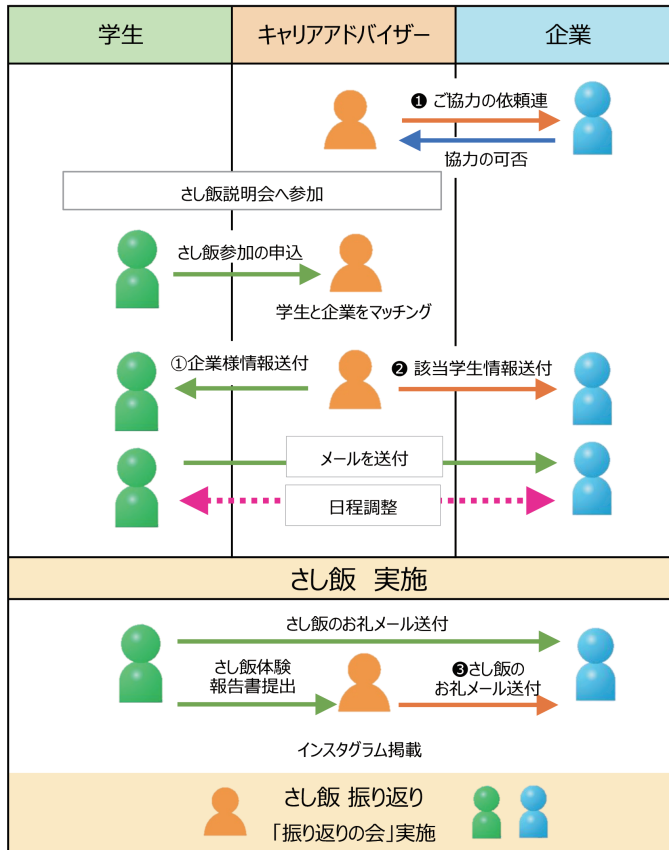 学生
キャリアアドバイザー
企業
❶ ご協力の依頼連
協力の可否
さし飯説明会へ参加
さし飯参加の申込
学生と企業をマッチング
①企業様情報送付
❷ 該当学生情報送付
メールを送付
日程調整
さし飯 実施
さし飯のお礼メール送付
さし飯体験
報告書提出
❸さし飯の
お礼メール送付
インスタグラム掲載
さし飯 振り返り
「振り返りの会」実施